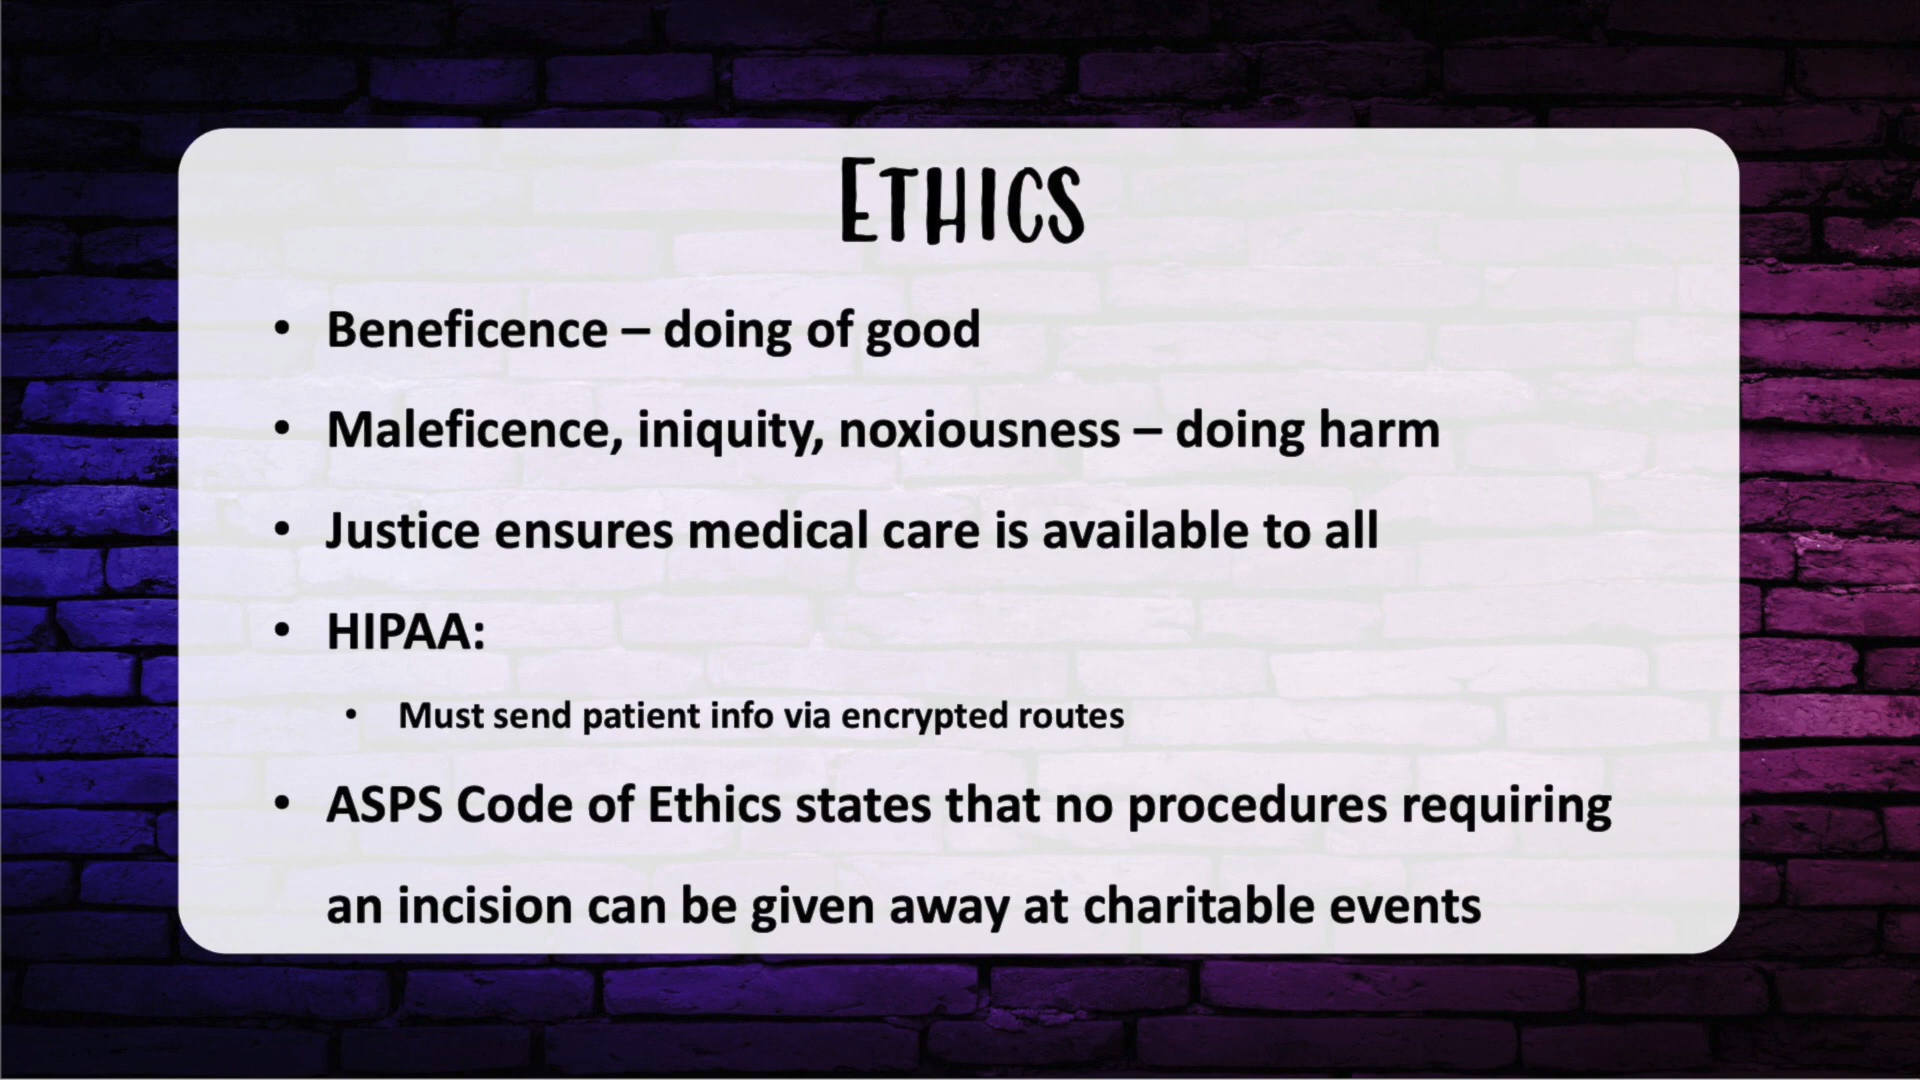 ETHICS
• Beneficence – doing of good
• Maleficence, iniquity, noxiousness – doing harm
• Justice ensures medical care is available to all
• HIPAA:
• Must send patient info via encrypted routes
• ASPS Code of Ethics states that no procedures requiring
an incision can be given away at charitable events